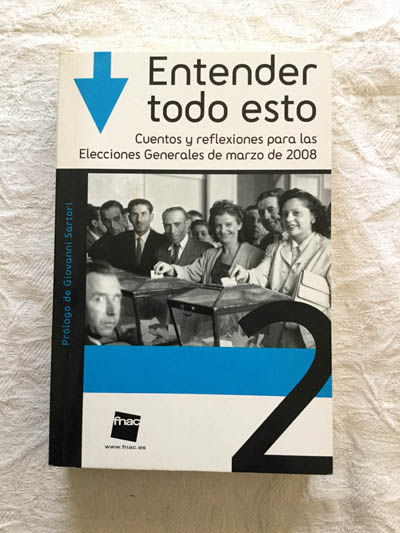 Entender
todo esto
Cuentos y reflexiones para las
Elecciones Generales de marzo de 2008
Prólogo de Giovanni Sartori
2
fnac
www.fnac.es